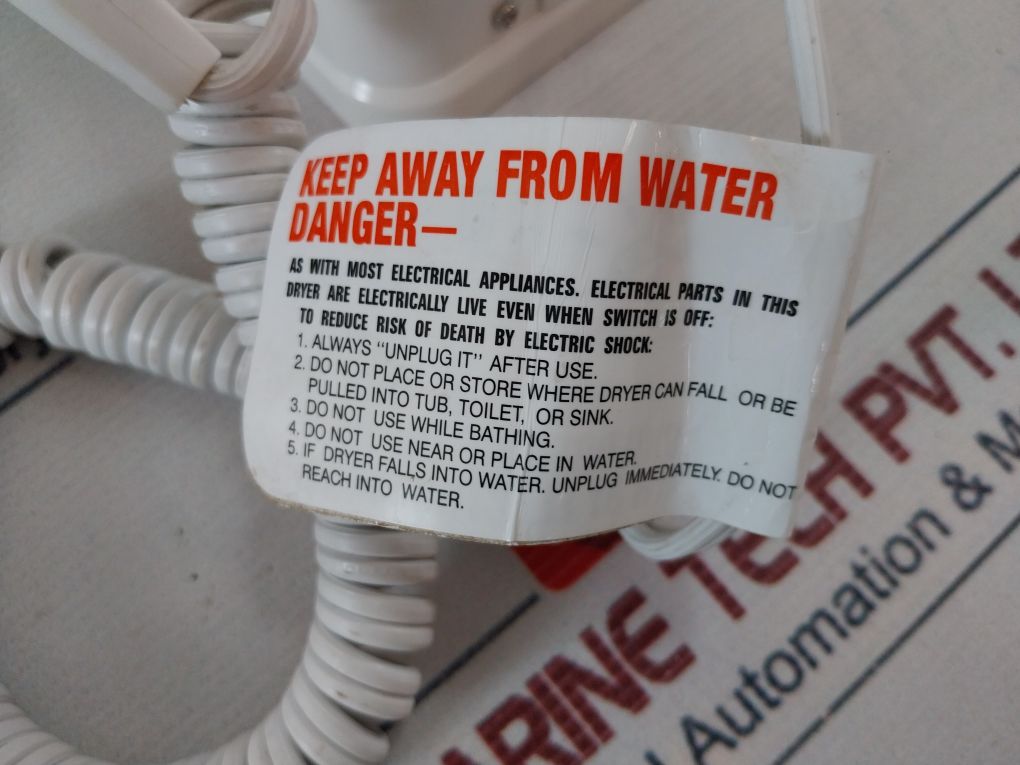 KEEP AWAY FROM WATER
DANGER—
AS WITH MOST ELECTRICAL APPLIANCES. ELECTRICAL PARTS IN THIS
DRYER ARE ELECTRICALLY LIVE EVEN WHEN SWITCH IS OFF:
TO REDUCE RISK OF DEATH BY ELECTRIC SHOCK:
1. ALWAYS "UNPLUG IT" AFTER USE.
2. DO NOT PLACE OR STORE WHERE DRYER CAN FALL OR BE
PULLED INTO TUB, TOILET, OR SINK.
3. DO NOT USE WHILE BATHING.
4. DO NOT USE NEAR OR PLACE IN WATER.
5. IF DRYER FALLS INTO WATER. UNPLUG IMMEDIATELY. DO NOT
REACH INTO WATER.
ARINE TECH PVT. LT
Automation & M